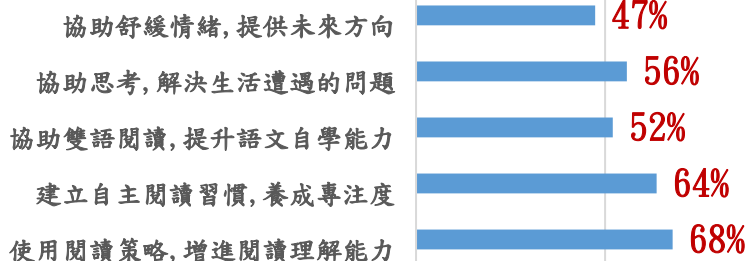 協助舒緩情緒,提供未來方向 47%
協助思考,解決生活遭遇的問題 56%
協助雙語閱讀,提升語文自學能力 52%
建立自主閱讀習慣,養成專注度 64%
使用閱讀策略,增進閱讀理解能力 68%